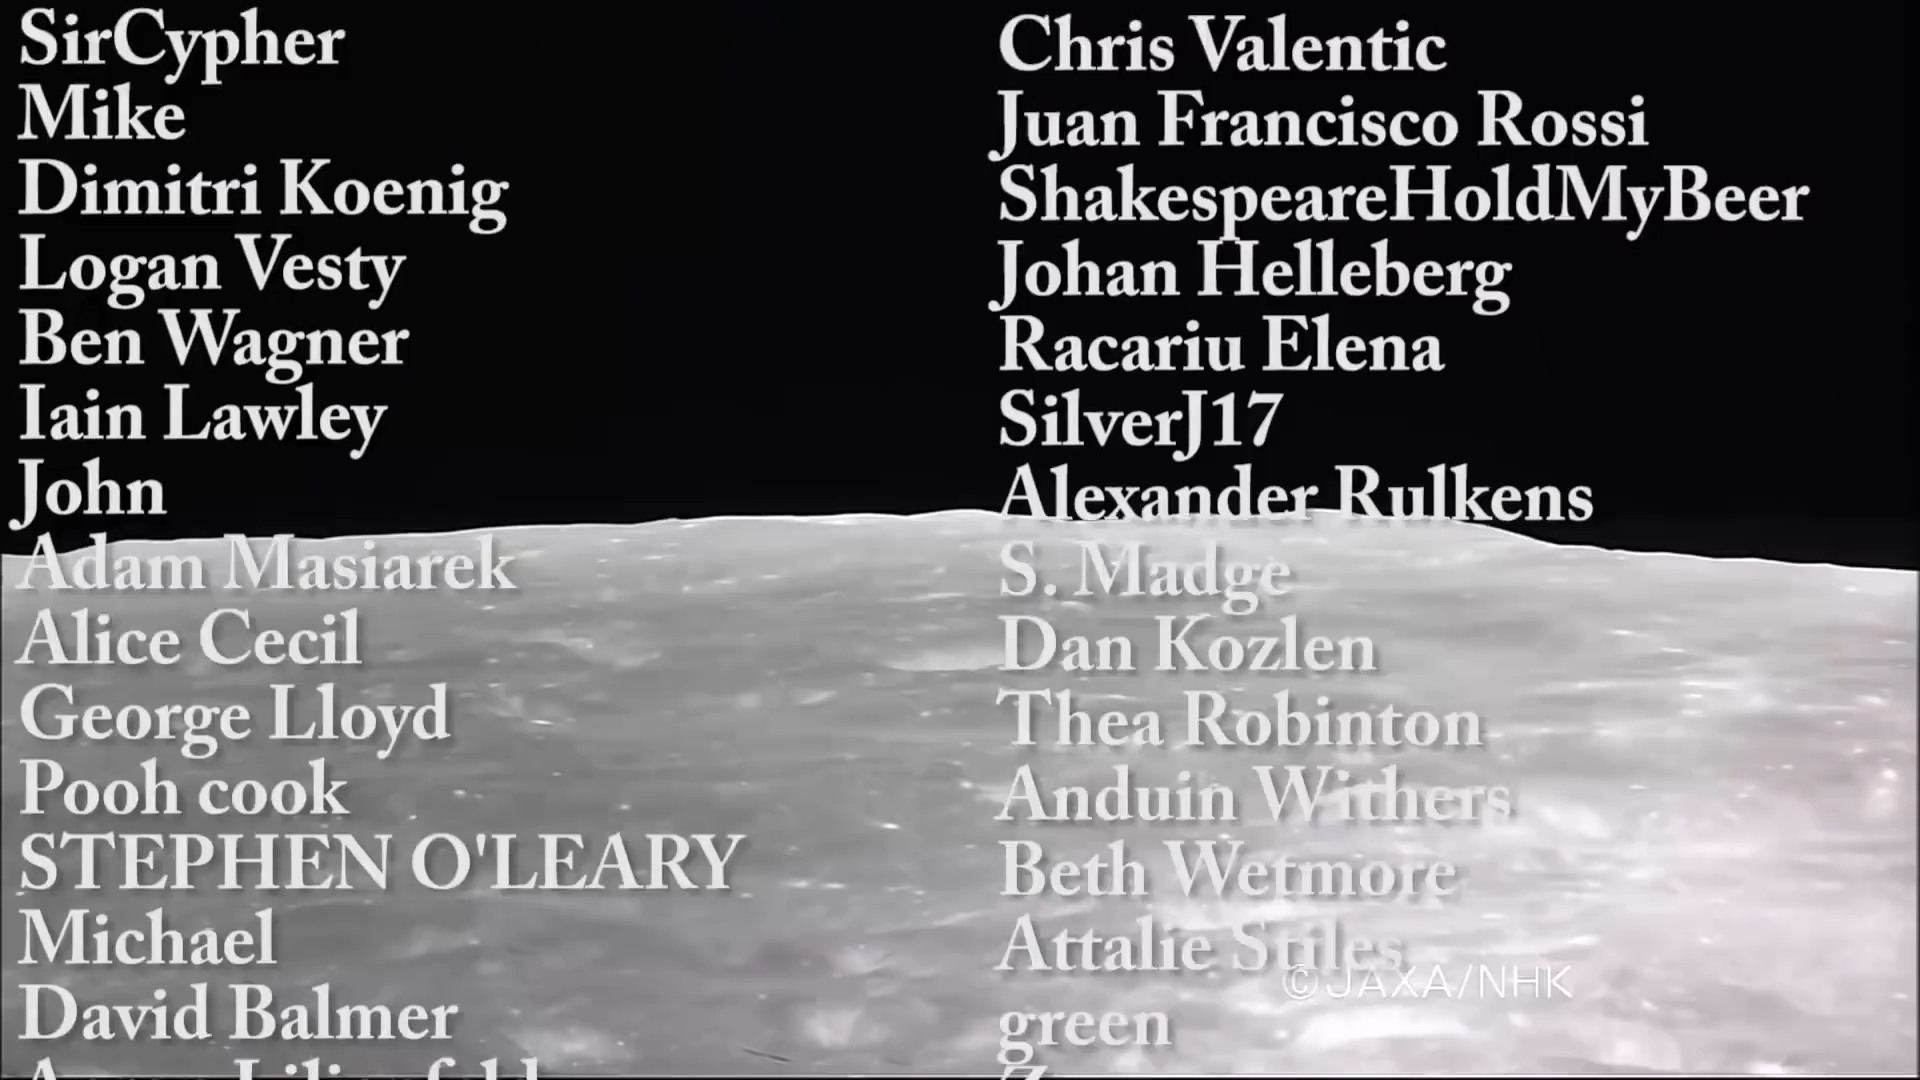 SirCypher
Mike
Dimitri Koenig
Logan Vesty
Ben Wagner
Iain Lawley
John
Adam Masiarek
Alice Cecil
George Lloyd
Pooh cook
STEPHEN O'LEARY
Michael
David Balmer
Chris Valentic
Juan Francisco Rossi
ShakespeareHoldMyBeer
Johan Helleberg
Racariu Elena
SilverJ17
Alexander Rulkens
S. Madge
Dan Kozlen
Thea Robinton
Anduin Withers
Beth Wetmore
Attalie Stiles
©JAXA/NHK
green